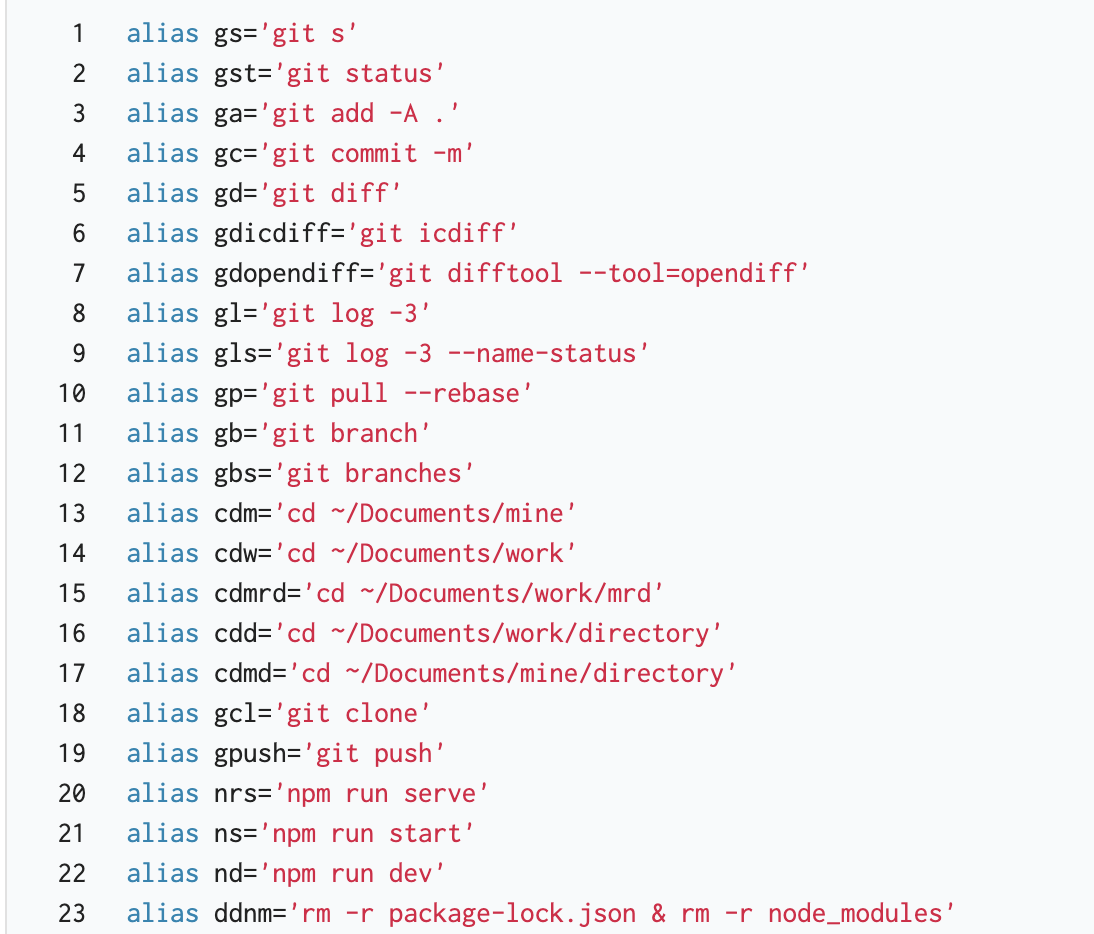 1 alias gs='git s'
2 alias gst='git status'
3 alias ga='git add -A .'
4 alias gc='git commit -m'
5 alias gd='git diff'
6 alias gdicdiff='git icdiff'
7 alias gdopendiff='git difftool --tool=opendiff'
8 alias gl='git log -3'
9 alias gls='git log -3 --name-status'
10 alias gp='git pull --rebase'
11 alias gb='git branch'
12 alias gbs='git branches'
13 alias cdm='cd ~/Documents/mine'
14 alias cdw='cd ~/Documents/work'
15 alias cdmrd='cd ~/Documents/work/mrd'
16 alias cdd='cd ~/Documents/work/directory'
17 alias cdmd='cd ~/Documents/mine/directory'
18 alias gcl='git clone'
19 alias gpush='git push'
20 alias nrs='npm run serve'
21 alias ns='npm run start'
22 alias nd='npm run dev'
23 alias ddnm='rm -r package-lock.json & rm -r node_modules'